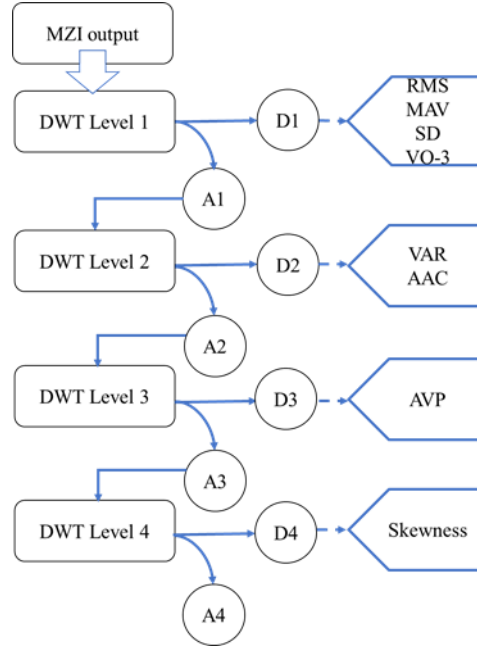 MZI output
DWT Level 1
D1
RMS
MAV
SD
VO-3
A1
DWT Level 2
D2
VAR
AAC
A2
DWT Level 3
D3
AVP
A3
DWT Level 4
D4
Skewness
A4